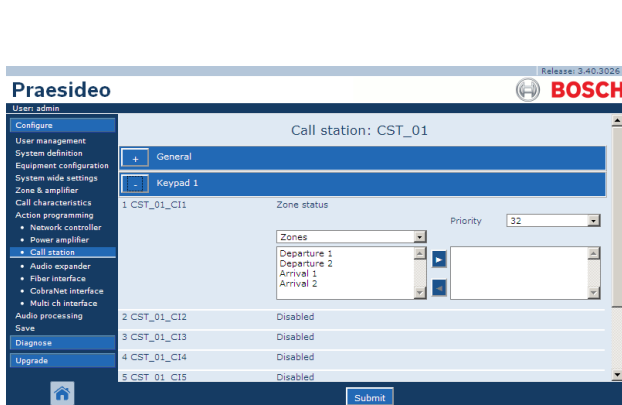 Release: 3.40.3026
Praesideo
BOSCH
User: admin
Configure
User management
System definition
Equipment configuration
System wide settings
Zone & amplifier
Call characteristics
Action programming
• Network controller
• Power amplifier
• Call station
• Audio expander
• Fiber interface
• CobraNet interface
• Multi ch interface
Audio processing
Save
Diagnose
Upgrade
Call station: CST_01
+ General
- Keypad 1
1 CST_01_CI1 Zone status
Priority 32
Zones
Departure 1
Departure 2
Arrival 1
Arrival 2
2 CST_01_CI2 Disabled
3 CST_01_CI3 Disabled
4 CST_01_CI4 Disabled
5 CST_01_CI5 Disabled
Submit